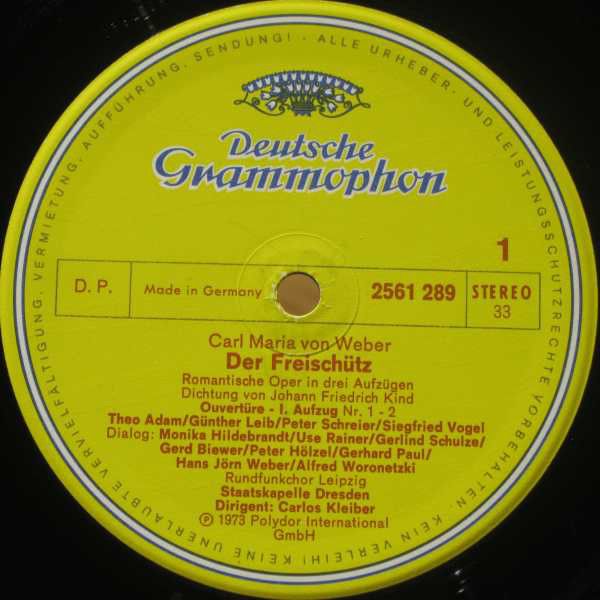 KEINE UNERLAUBTE VERVIELFÄLTIGUNG, VERMIETUNG, AUFFÜHRUNG, SENDUNG! · ALLE URHEBER- UND LEISTUNGSSCHUTZRECHTE VORBEHALTEN · KEIN VERLEIH!
Deutsche
Grammophon
1
D. P.
Made in Germany
2561 289
STEREO
33
Carl Maria von Weber
Der Freischütz
Romantische Oper in drei Aufzügen
Dichtung von Johann Friedrich Kind
Ouvertüre - I. Aufzug Nr. 1 - 2
Theo Adam/Günther Leib/Peter Schreier/Siegfried Vogel
Dialog: Monika Hildebrandt/Use Rainer/Gerlind Schulze/
Gerd Biewer/Peter Hölzel/Gerhard Paul/
Hans Jörn Weber/Alfred Woronetzki
Rundfunkchor Leipzig
Staatskapelle Dresden
Dirigent: Carlos Kleiber
Ⓟ 1973 Polydor International
GmbH